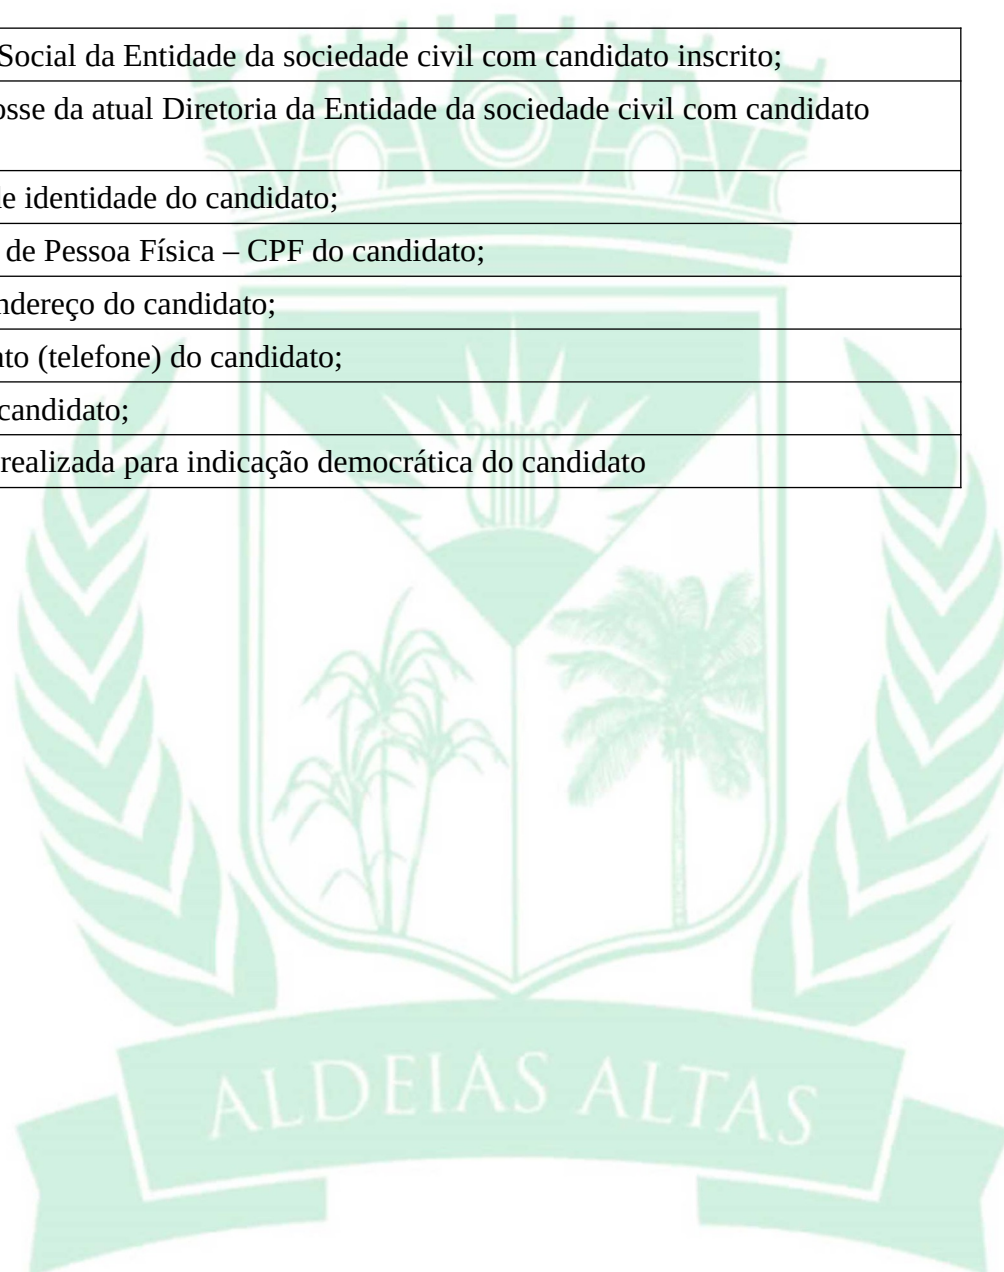 Social da Entidade da sociedade civil com candidato inscrito;
osse da atual Diretoria da Entidade da sociedade civil com candidato
de identidade do candidato;
de Pessoa Física – CPF do candidato;
ndereço do candidato;
nto (telefone) do candidato;
candidato;
realizada para indicação democrática do candidato
ALDEIAS ALTAS